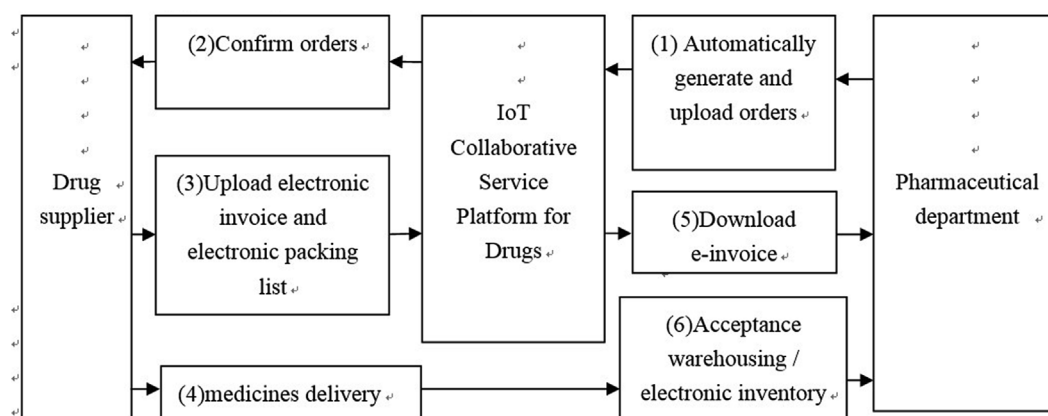 Drug
supplier
(2)Confirm orders
(3)Upload electronic
invoice and
electronic packing
list
(4)medicines delivery
IoT
Collaborative
Service
Platform for
Drugs
(1) Automatically
generate and
upload orders
(5)Download
e-invoice
(6)Acceptance
warehousing /
electronic inventory
Pharmaceutical
department